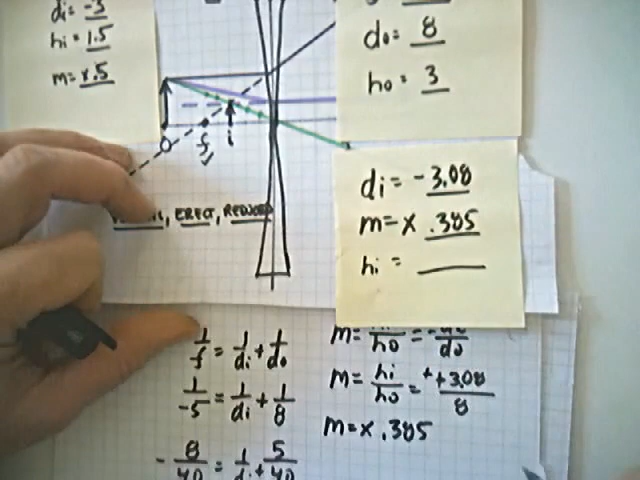 di = -3
hi = 1.5
m = x .5
do = 8
ho = 3
o
f
i
di = -3.08
m = x .385
hi =
, ERECT, REDUCED
1/f = 1/di + 1/do
1/-5 = 1/di + 1/8
-8/40 = 1/di + 5/40
m = hi/ho = -di/do
m = hi/ho = ++3.08/8
m = x .385